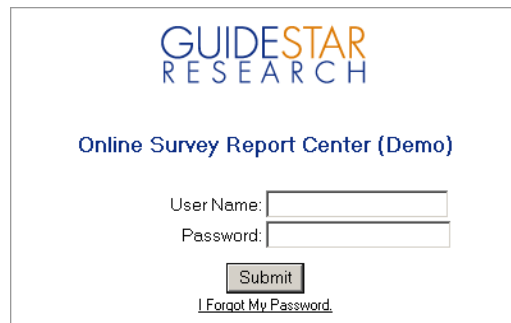 GUIDESTAR
RESEARCH
Online Survey Report Center (Demo)
User Name:
Password:
Submit
I Forgot My Password.